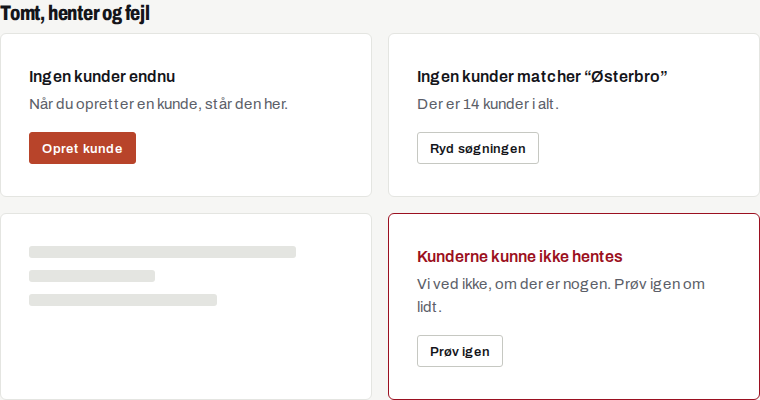 Tomt, henter og fejl
Ingen kunder endnu
Når du opretter en kunde, står den her.
Opret kunde
Ingen kunder matcher “Østerbro”
Der er 14 kunder i alt.
Ryd søgningen
Kunderne kunne ikke hentes
Vi ved ikke, om der er nogen. Prøv igen om
lidt.
Prøv igen